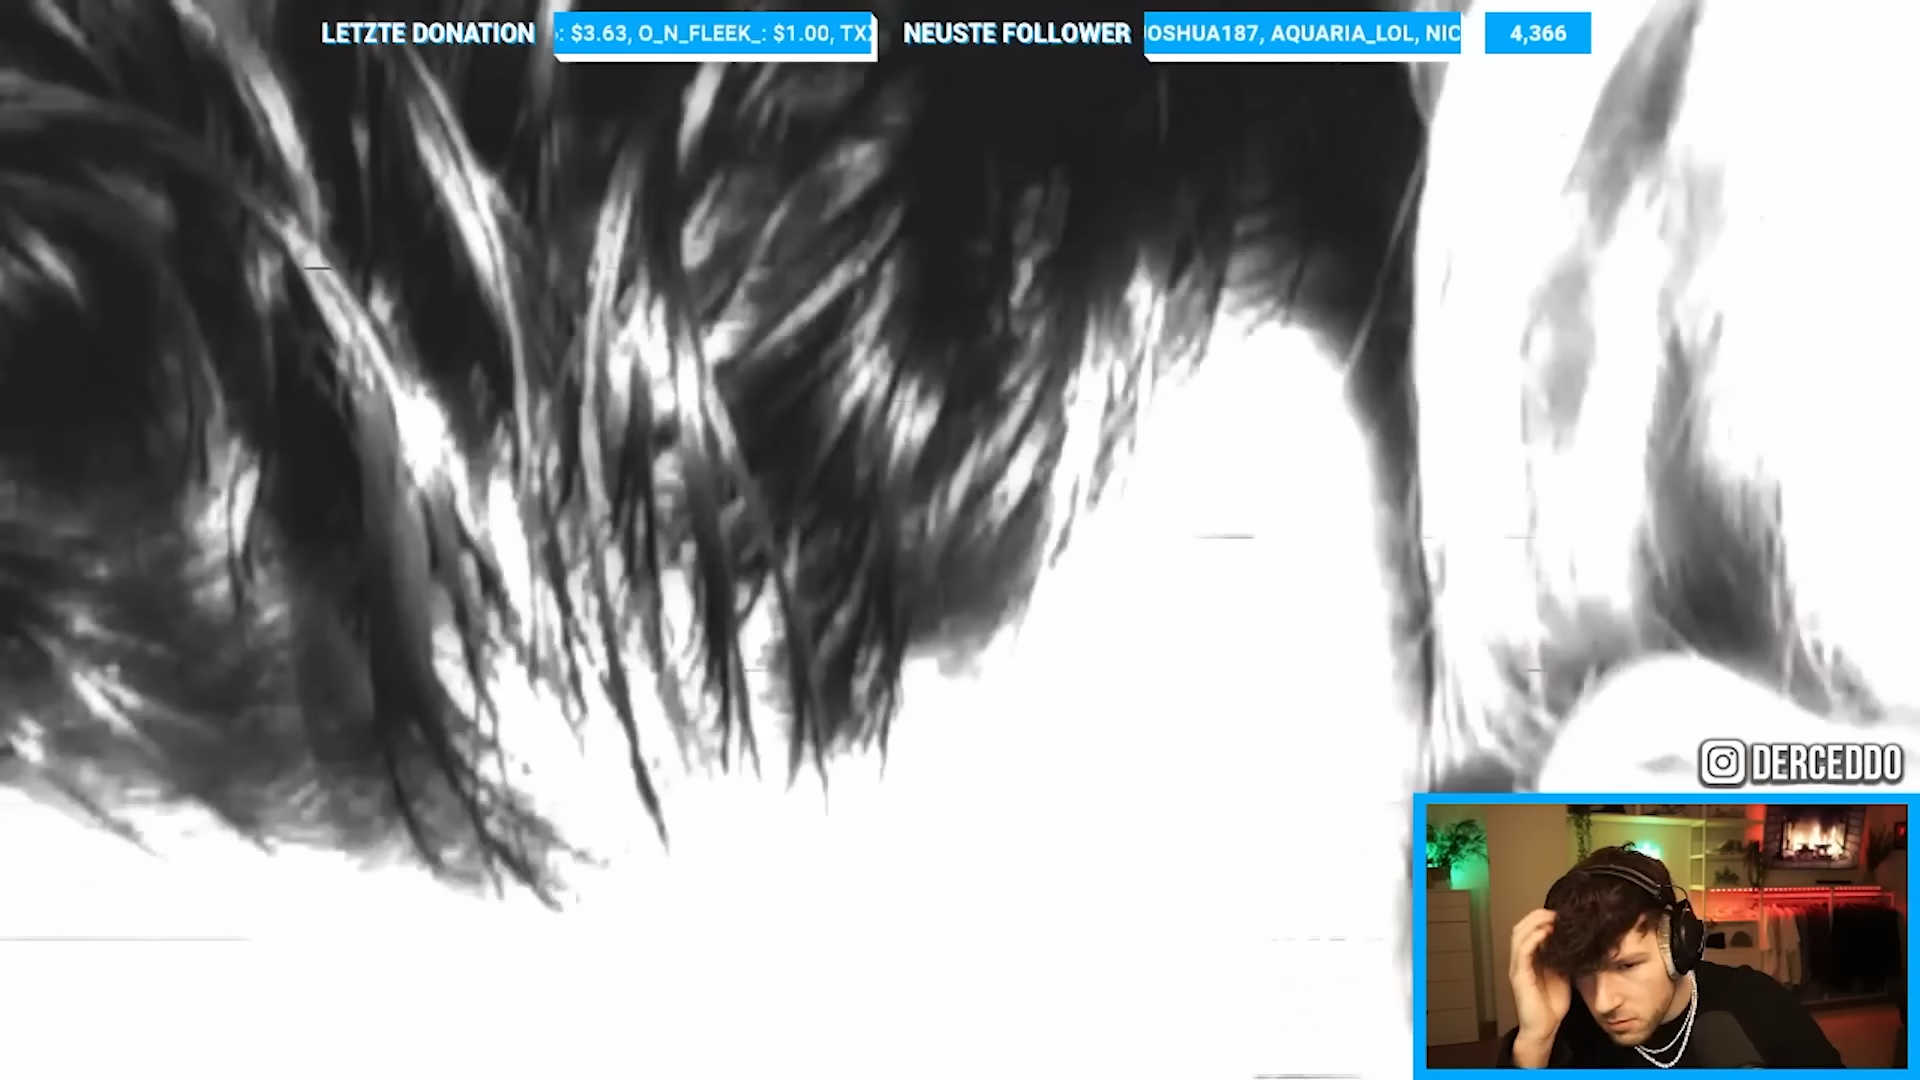 LETZTE DONATION : $3.63, O_N_FLEEK_: $1.00, TX NEUSTE FOLLOWER OSHUA187, AQUARIA_LOL, NIC 4,366
DERCEDDO